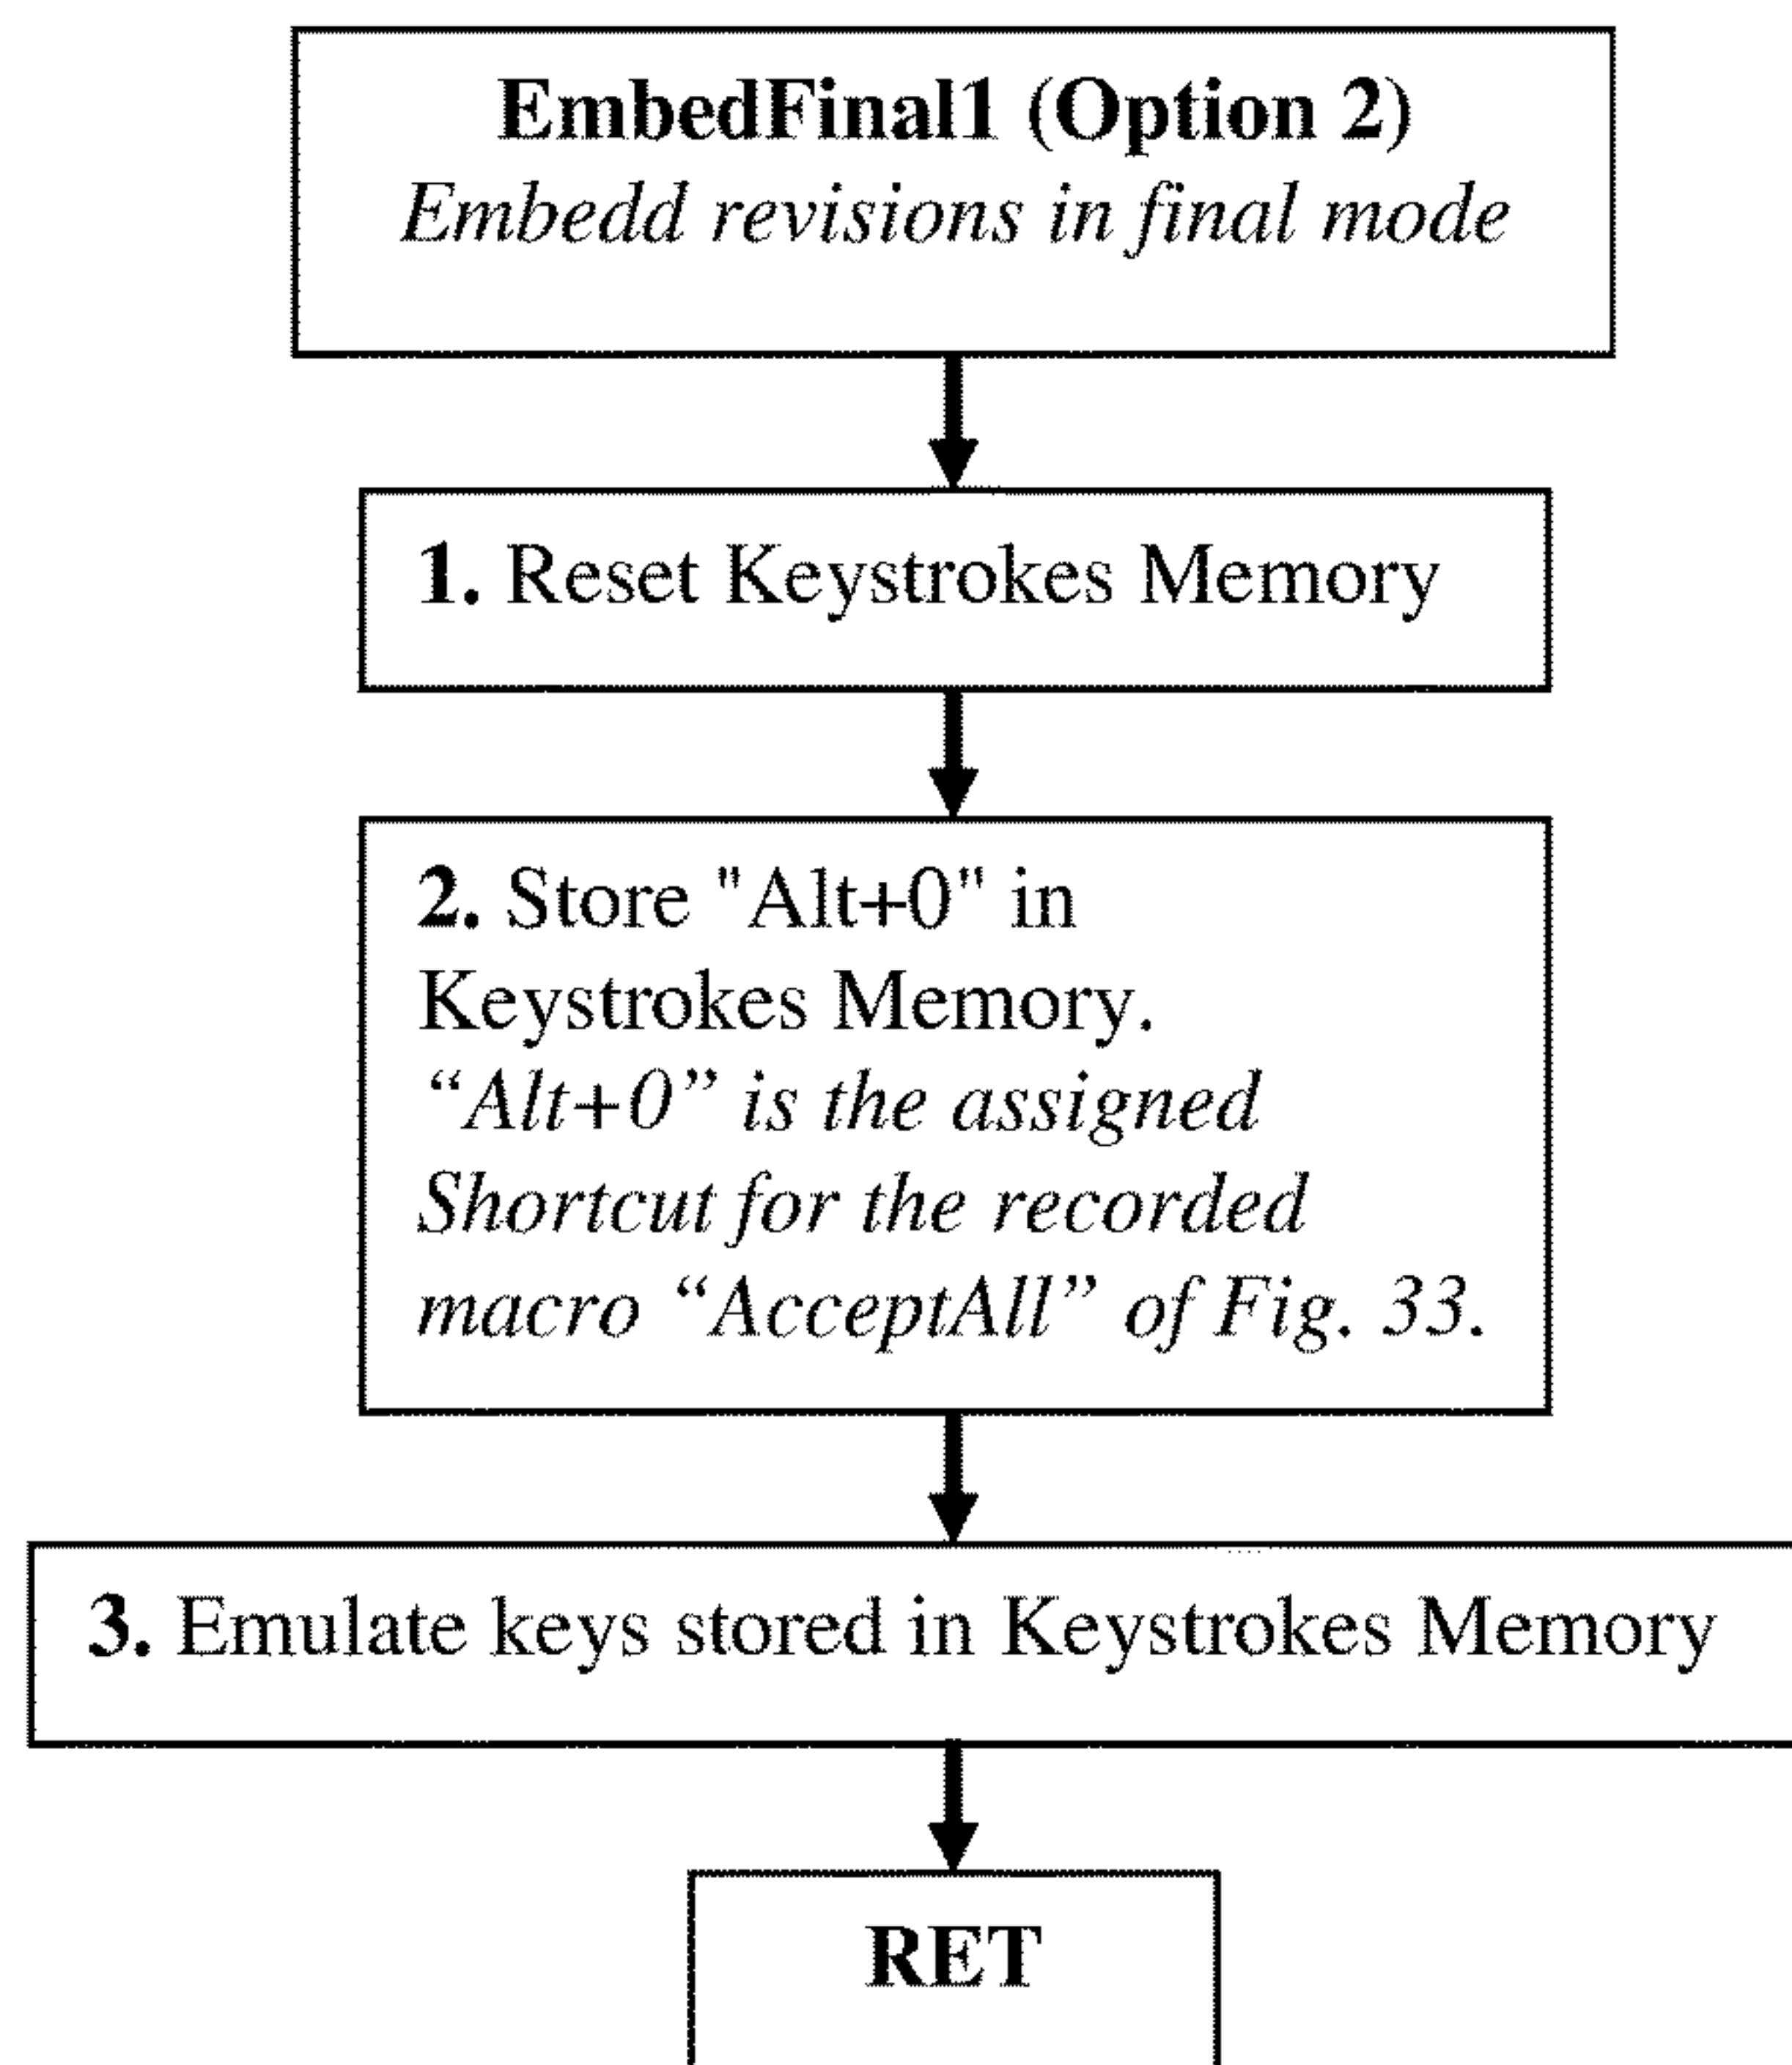 EmbedFinal1 (Option 2)
Embedd revisions in final mode
1. Reset Keystrokes Memory
2. Store "Alt+0" in
Keystrokes Memory.
“Alt+0” is the assigned
Shortcut for the recorded
macro “AcceptAll” of Fig. 33.
3. Emulate keys stored in Keystrokes Memory
RET